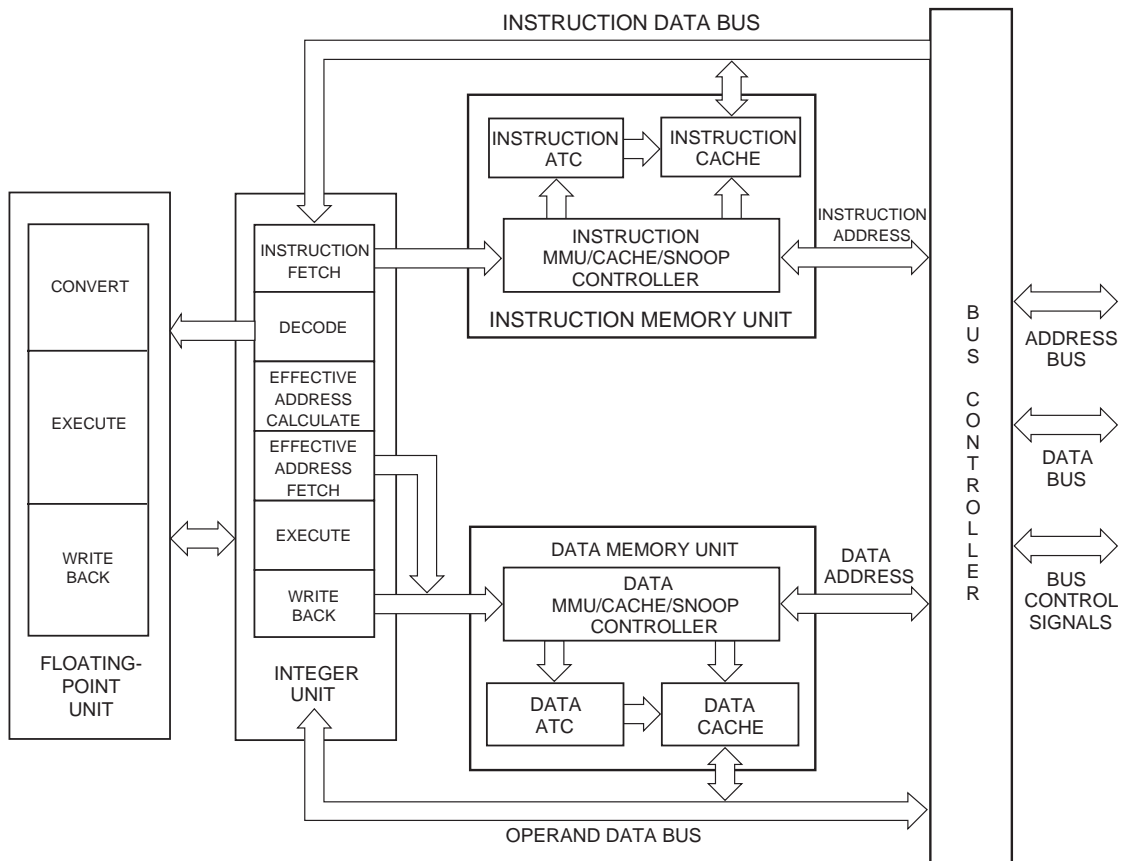 INSTRUCTION DATA BUS
INSTRUCTION
ATC
INSTRUCTION
CACHE
INSTRUCTION
MMU/CACHE/SNOOP
CONTROLLER
INSTRUCTION MEMORY UNIT
INSTRUCTION
ADDRESS
CONVERT
EXECUTE
WRITE
BACK
FLOATING-
POINT
UNIT
INSTRUCTION
FETCH
DECODE
EFFECTIVE
ADDRESS
CALCULATE
EFFECTIVE
ADDRESS
FETCH
EXECUTE
WRITE
BACK
INTEGER
UNIT
DATA MEMORY UNIT
DATA
MMU/CACHE/SNOOP
CONTROLLER
DATA
ATC
DATA
CACHE
DATA
ADDRESS
OPERAND DATA BUS
BUS CONTROLLER
ADDRESS
BUS
DATA
BUS
BUS
CONTROL
SIGNALS